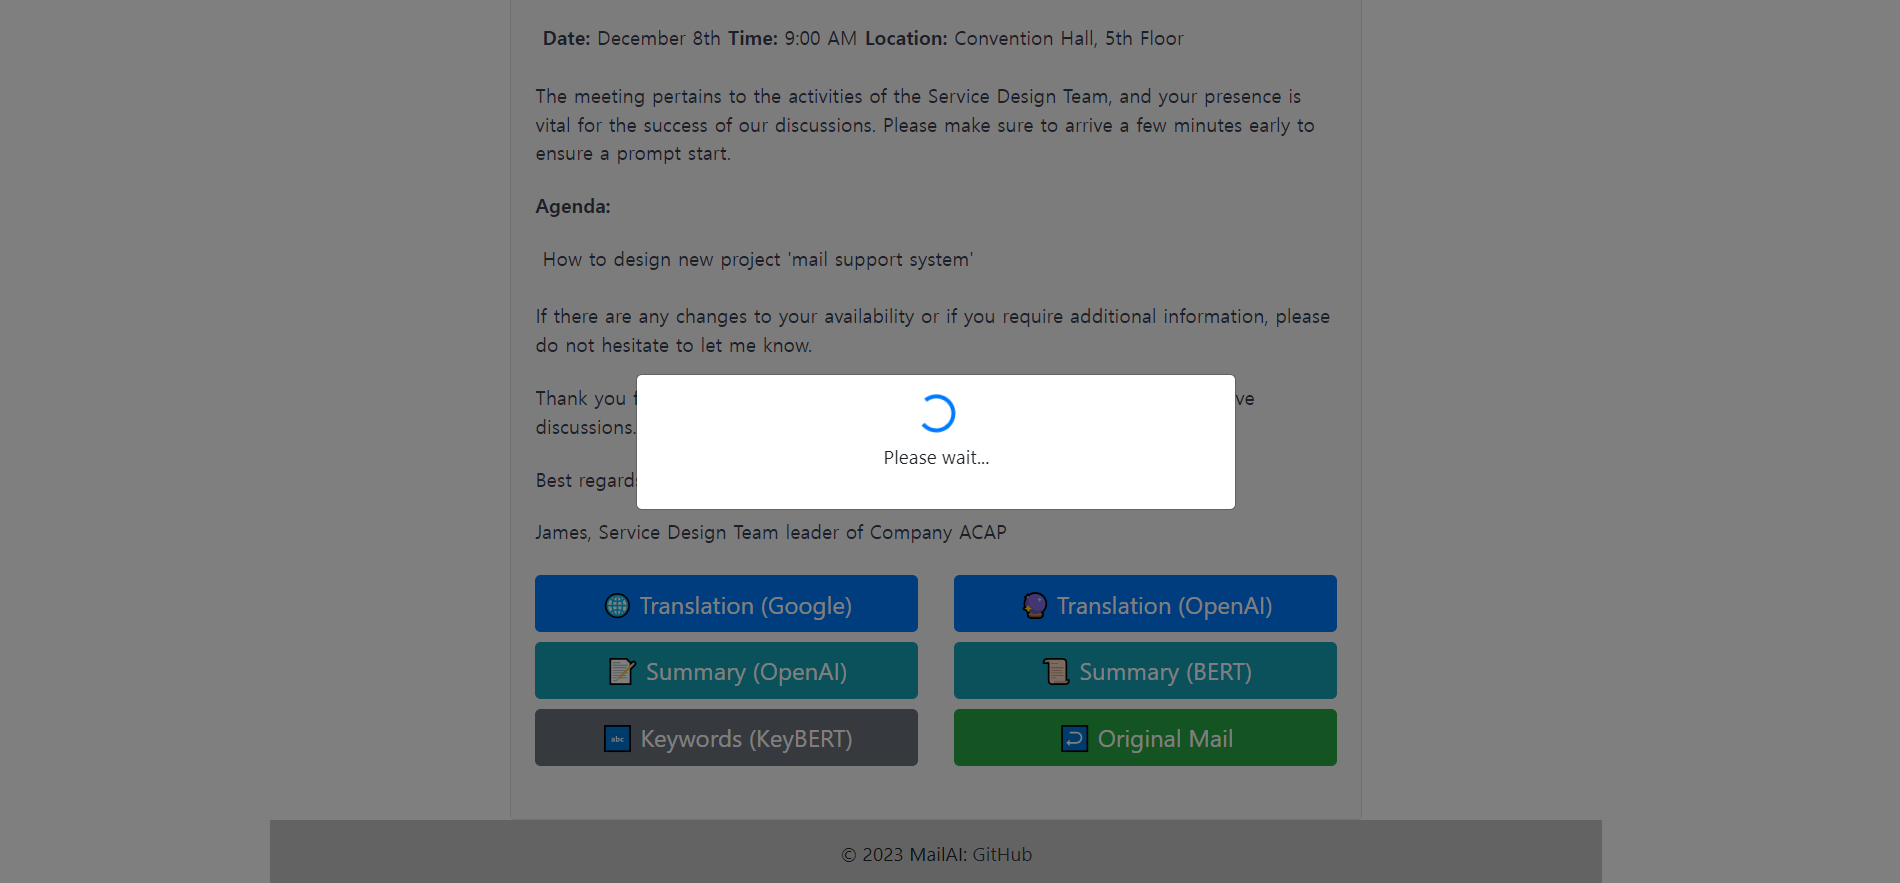 Date: December 8th Time: 9:00 AM Location: Convention Hall, 5th Floor
The meeting pertains to the activities of the Service Design Team, and your presence is
vital for the success of our discussions. Please make sure to arrive a few minutes early to
ensure a prompt start.
Agenda:
How to design new project 'mail support system'
If there are any changes to your availability or if you require additional information, please
do not hesitate to let me know.
Thank you
discussions.
Please wait...
Best regards
James, Service Design Team leader of Company ACAP
Translation (Google)
Translation (OpenAI)
Summary (OpenAI)
Summary (BERT)
abc Keywords (KeyBERT)
Original Mail
© 2023 MailAI: GitHub